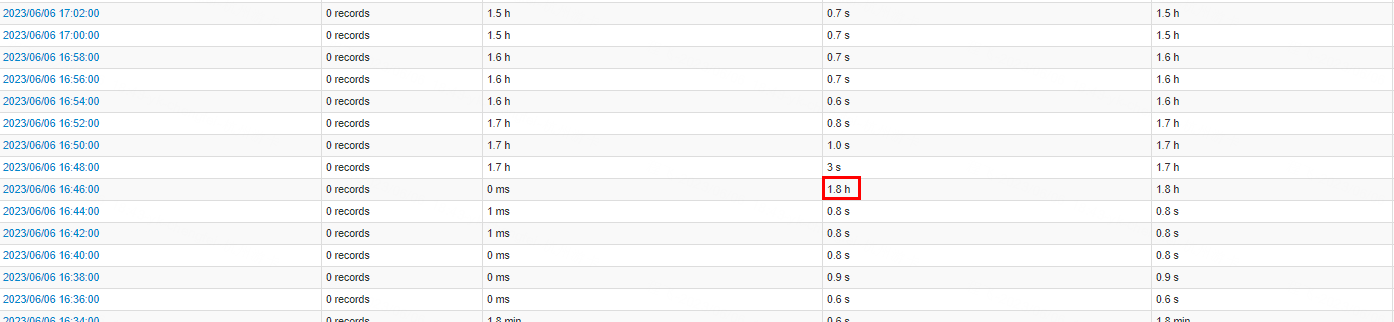 2023/06/06 17:02:00 0 records 1.5 h 0.7 s 1.5 h
2023/06/06 17:00:00 0 records 1.5 h 0.7 s 1.5 h
2023/06/06 16:58:00 0 records 1.6 h 0.7 s 1.6 h
2023/06/06 16:56:00 0 records 1.6 h 0.7 s 1.6 h
2023/06/06 16:54:00 0 records 1.6 h 0.6 s 1.6 h
2023/06/06 16:52:00 0 records 1.7 h 0.8 s 1.7 h
2023/06/06 16:50:00 0 records 1.7 h 1.0 s 1.7 h
2023/06/06 16:48:00 0 records 1.7 h 3 s 1.7 h
2023/06/06 16:46:00 0 records 0 ms 1.8 h 1.8 h
2023/06/06 16:44:00 0 records 1 ms 0.8 s 0.8 s
2023/06/06 16:42:00 0 records 1 ms 0.8 s 0.8 s
2023/06/06 16:40:00 0 records 0 ms 0.8 s 0.8 s
2023/06/06 16:38:00 0 records 0 ms 0.9 s 0.9 s
2023/06/06 16:36:00 0 records 0 ms 0.6 s 0.6 s
2023/06/06 16:34:00 0 records 1.8 min 0.6 s 1.8 min